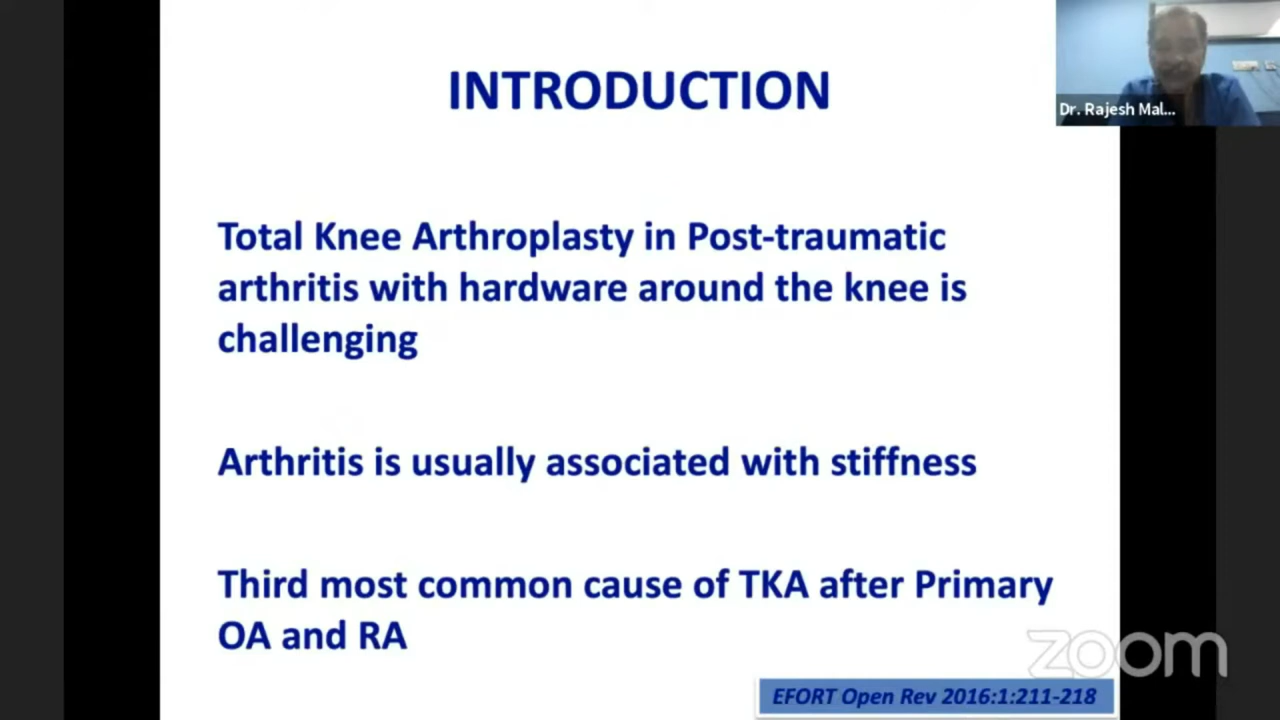 INTRODUCTION
Dr. Rajesh Mal...
Total Knee Arthroplasty in Post-traumatic
arthritis with hardware around the knee is
challenging
Arthritis is usually associated with stiffness
Third most common cause of TKA after Primary
OA and RA
zoom
EFORT Open Rev 2016:1:211-218